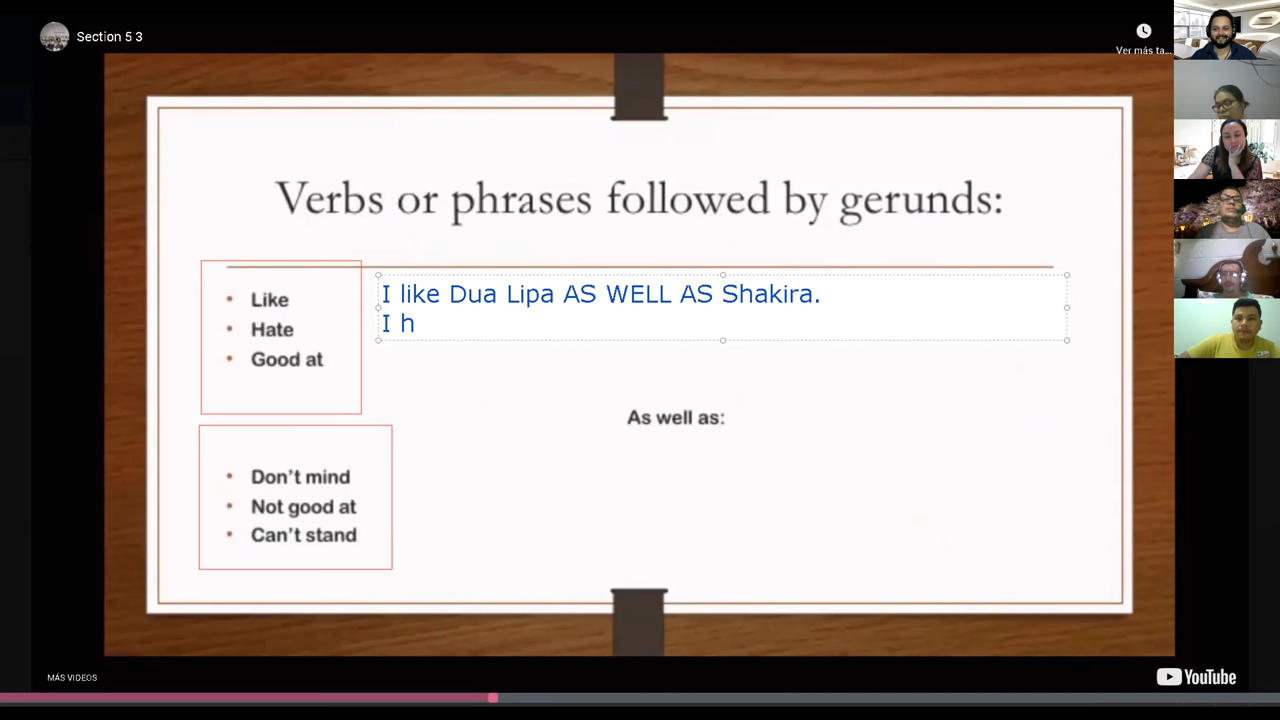 Section 5 3
Ver más ta...
Verbs or phrases followed by gerunds:
• Like
• Hate
• Good at
I like Dua Lipa AS WELL AS Shakira.
I h
As well as:
• Don't mind
• Not good at
• Can't stand
MÁS VIDEOS
YouTube